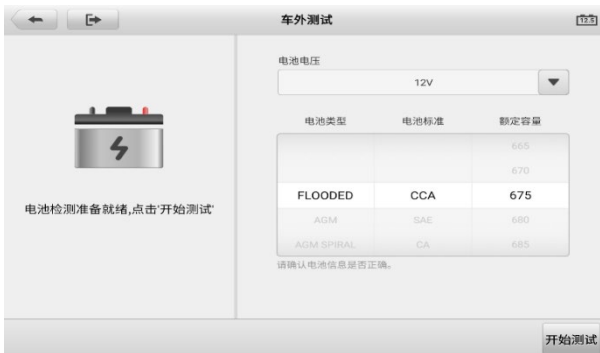 车外测试
12.5
电池电压
12V
电池类型 电池标准 额定容量
665
670
FLOODED CCA 675
AGM SAE 680
AGM SPIRAL CA 685
请确认电池信息是否正确。
电池检测准备就绪,点击'开始测试'
开始测试